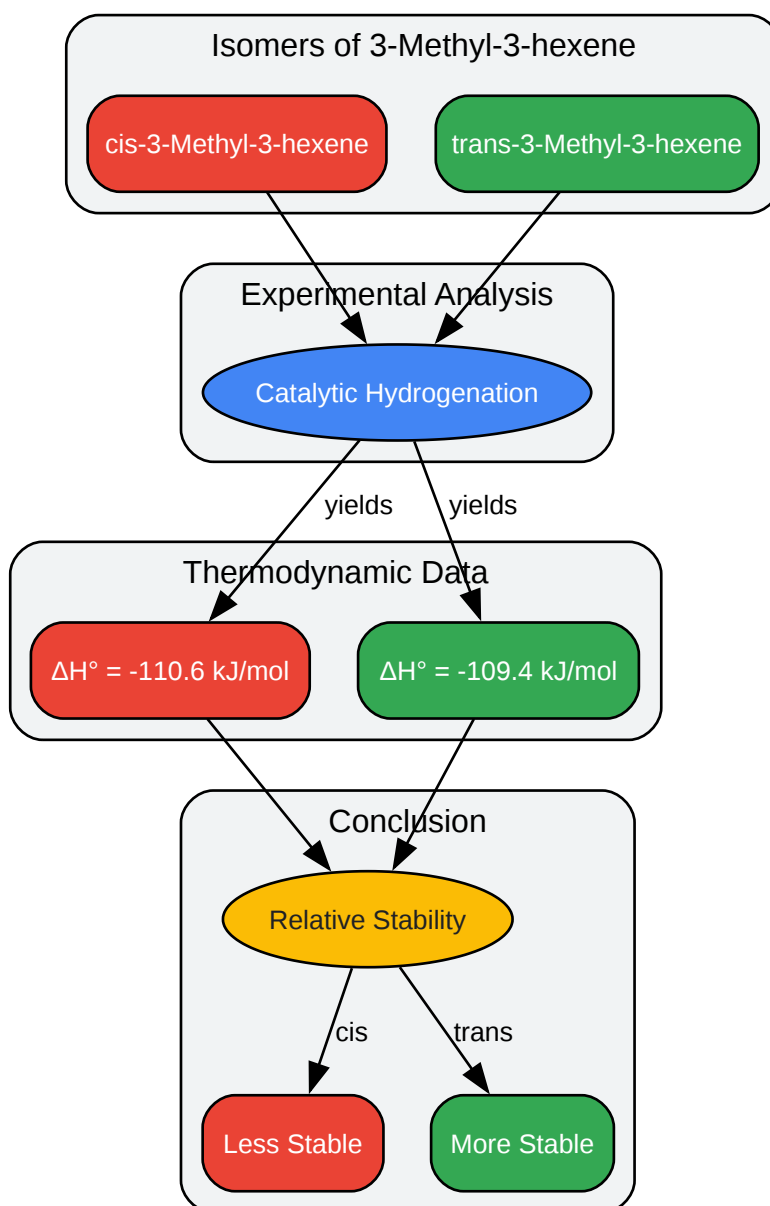 Isomers of 3-Methyl-3-hexene
cis-3-Methyl-3-hexene
trans-3-Methyl-3-hexene
Experimental Analysis
Catalytic Hydrogenation
yields
yields
Thermodynamic Data
ΔH° = -110.6 kJ/mol
ΔH° = -109.4 kJ/mol
Conclusion
Relative Stability
cis
trans
Less Stable
More Stable